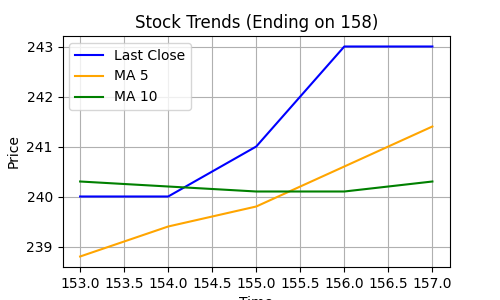 Stock Trends (Ending on 158)
Last Close
MA 5
MA 10
Price
243
242
241
240
239
153.0 153.5 154.0 154.5 155.0 155.5 156.0 156.5 157.0
Time